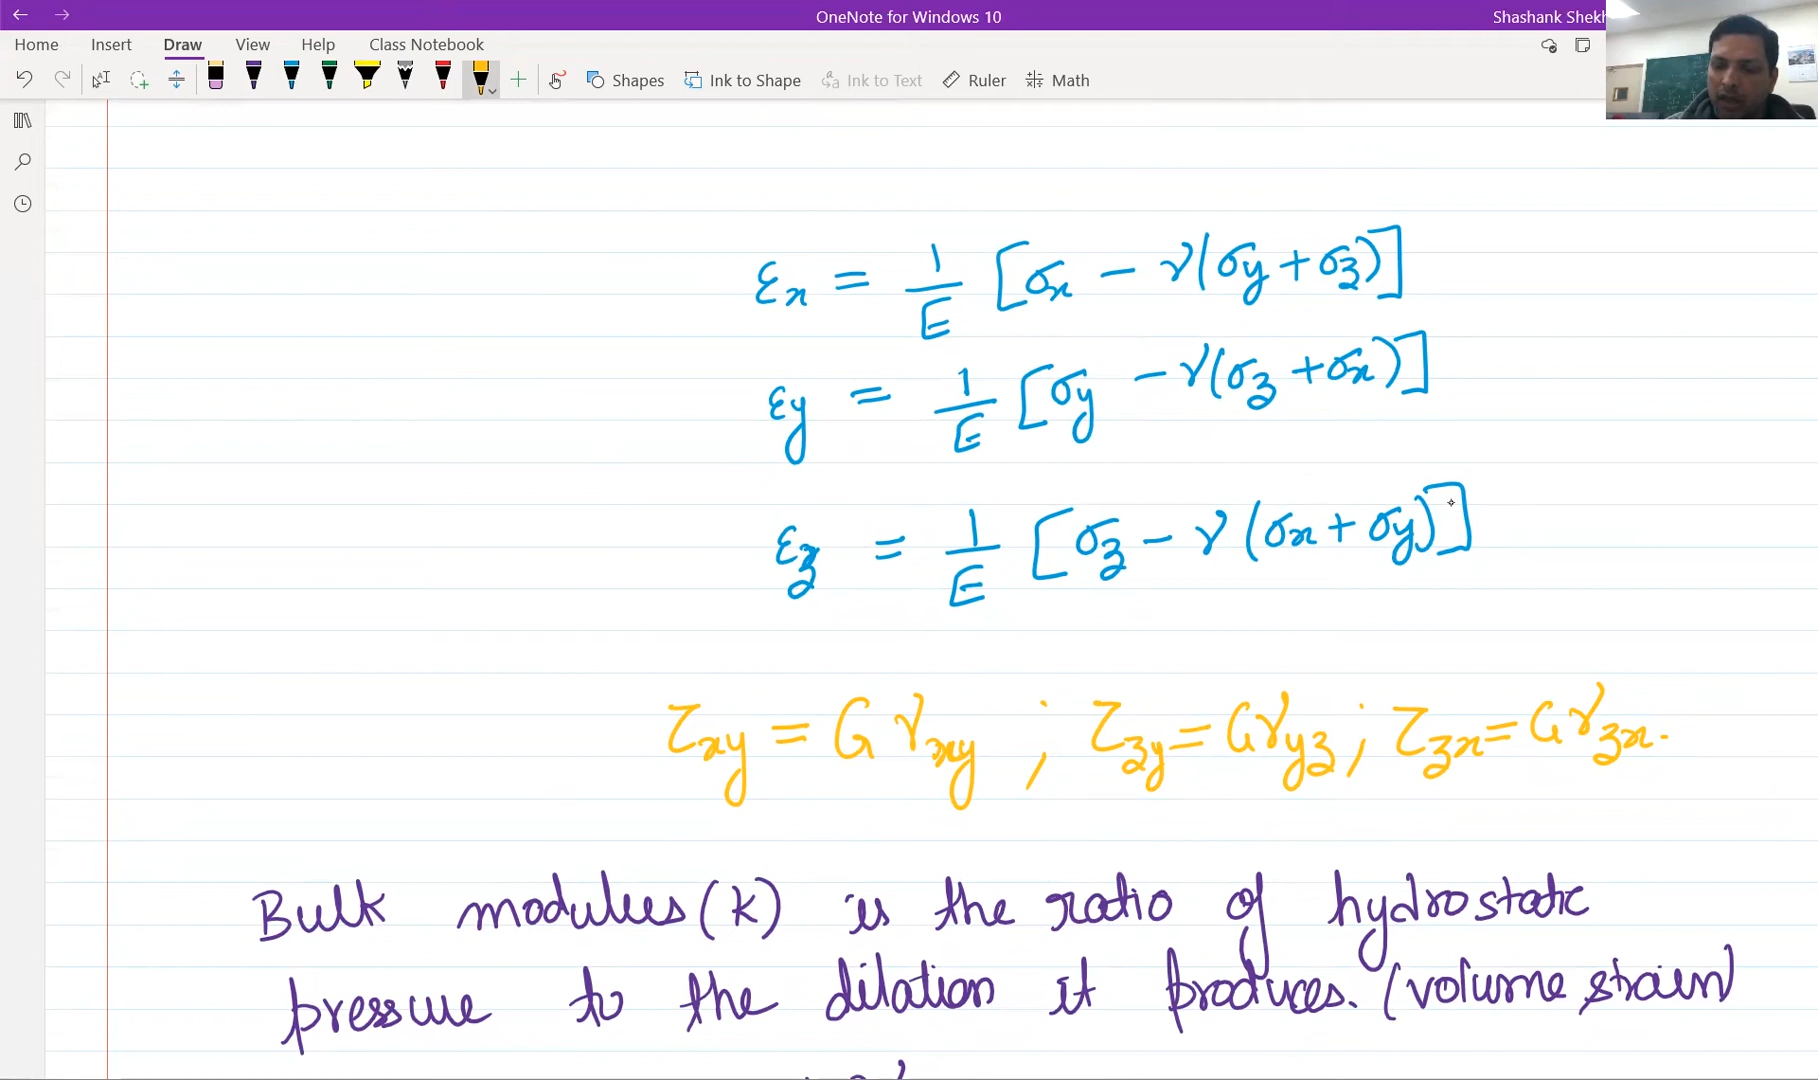 OneNote for Windows 10
Shashank Shekh
Home Insert Draw View Help Class Notebook
Shapes Ink to Shape Ink to Text Ruler Math
εx = 1/E [σx − ν(σy + σz)]
εy = 1/E [σy − ν(σz + σx)]
εz = 1/E [σz − ν(σx + σy)]
τxy = G γxy ; τzy = G γyz ; τzx = G γzx.
Bulk modulus (K) is the ratio of hydrostatic
pressure to the dilation it produces. (volume strain)